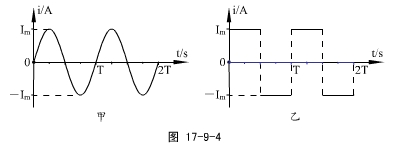 i/A
i/A
Im
Im
t/s
t/s
0
T
2T
0
T
2T
－Im
－Im
甲
乙
图 17-9-4